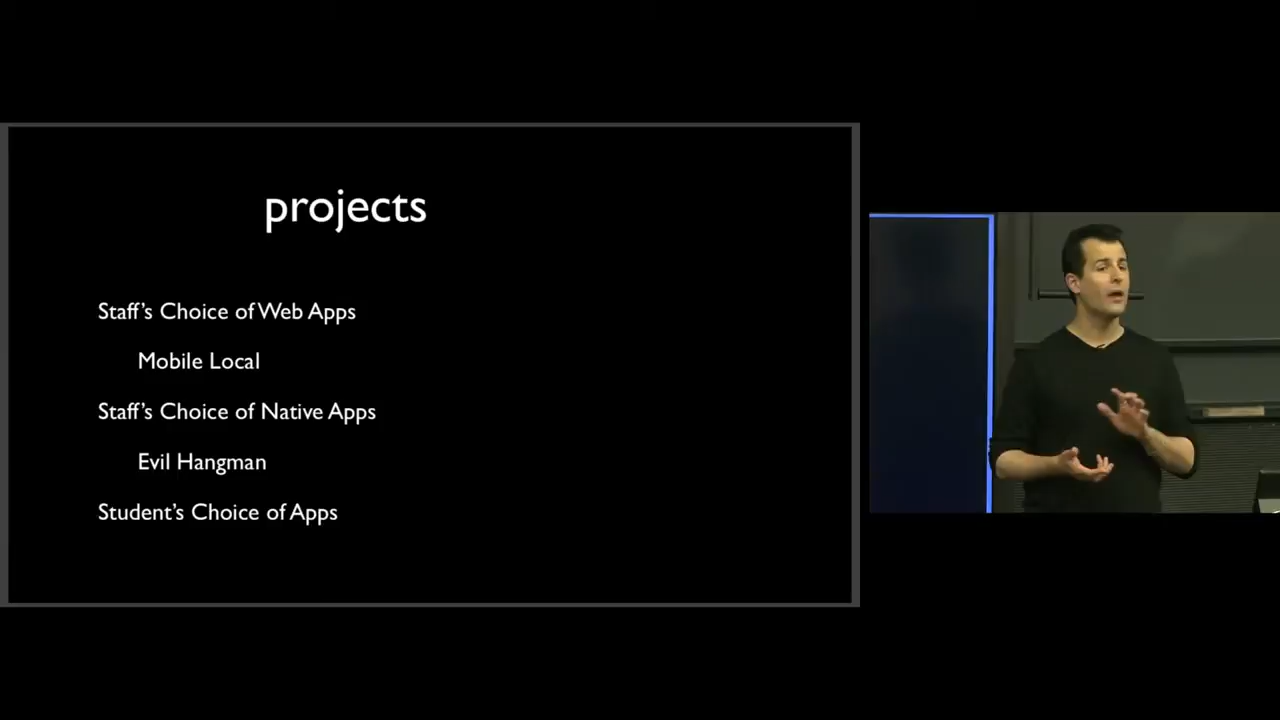 projects
Staff’s Choice of Web Apps
Mobile Local
Staff’s Choice of Native Apps
Evil Hangman
Student’s Choice of Apps